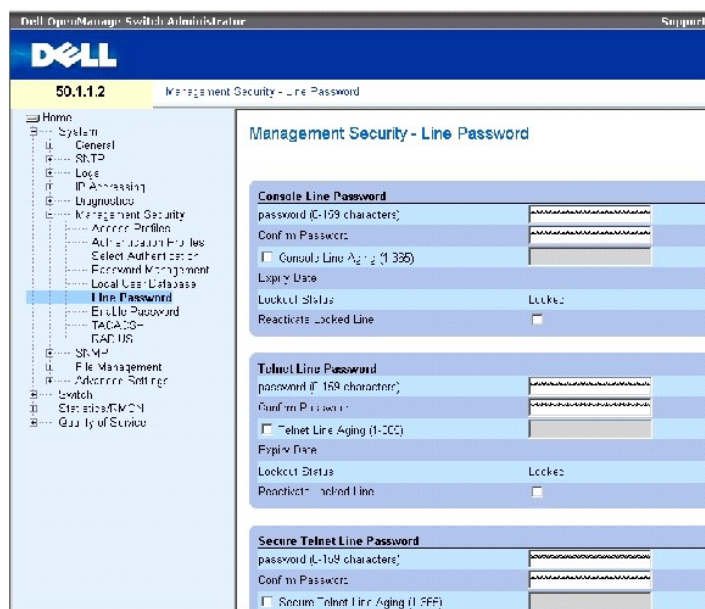 Dell OpenManage Switch Administrator
Support
DELL
50.1.1.2
Management Security - Line Password
Home
System
General
SNTP
Logs
IP Addressing
Diagnostics
Management Security
Access Profiles
Authentication Profiles
Select Authentication
Password Management
Local User Database
Line Password
Enable Password
TACACS+
RADIUS
SNMP
File Management
Advanced Settings
Switch
Statistics/RMON
Quality of Service
Management Security - Line Password
Console Line Password
password (0-159 characters)
Confirm Password
Console Line Aging (1-365)
Expiry Date
Lockout Status Locked
Reactivate Locked Line
Telnet Line Password
password (0-159 characters)
Confirm Password
Telnet Line Aging (1-365)
Expiry Date
Lockout Status Locked
Reactivate Locked Line
Secure Telnet Line Password
password (0-159 characters)
Confirm Password
Secure Telnet Line Aging (1-365)